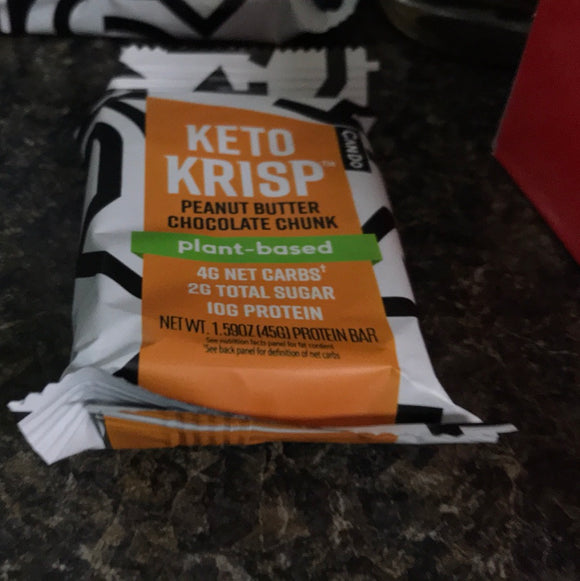 KETO
KRISP™
CANDO
PEANUT BUTTER
CHOCOLATE CHUNK
plant-based
4G NET CARBS†
2G TOTAL SUGAR
10G PROTEIN
NET WT. 1.59OZ (45G) PROTEIN BAR
See nutrition facts panel for fat content.
†See back panel for definition of net carbs